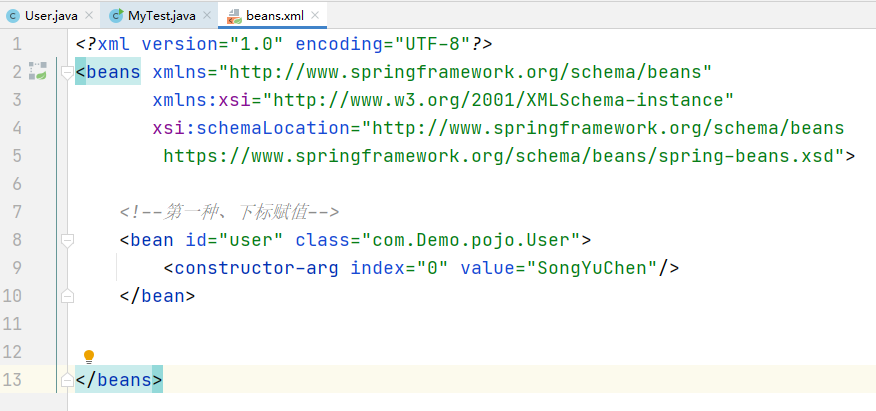 User.java × MyTest.java × beans.xml ×
1 <?xml version="1.0" encoding="UTF-8"?>
2 <beans xmlns="http://www.springframework.org/schema/beans"
3 xmlns:xsi="http://www.w3.org/2001/XMLSchema-instance"
4 xsi:schemaLocation="http://www.springframework.org/schema/beans
5 https://www.springframework.org/schema/beans/spring-beans.xsd">
6
7 <!--第一种、下标赋值-->
8 <bean id="user" class="com.Demo.pojo.User">
9 <constructor-arg index="0" value="SongYuChen"/>
10 </bean>
11
12
13 </beans>